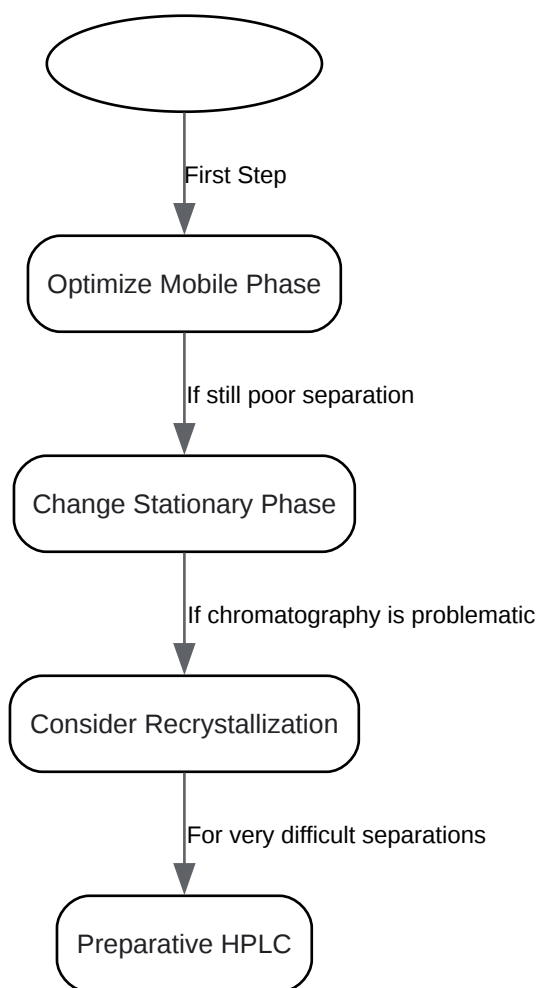 First Step
Optimize Mobile Phase
If still poor separation
Change Stationary Phase
If chromatography is problematic
Consider Recrystallization
For very difficult separations
Preparative HPLC